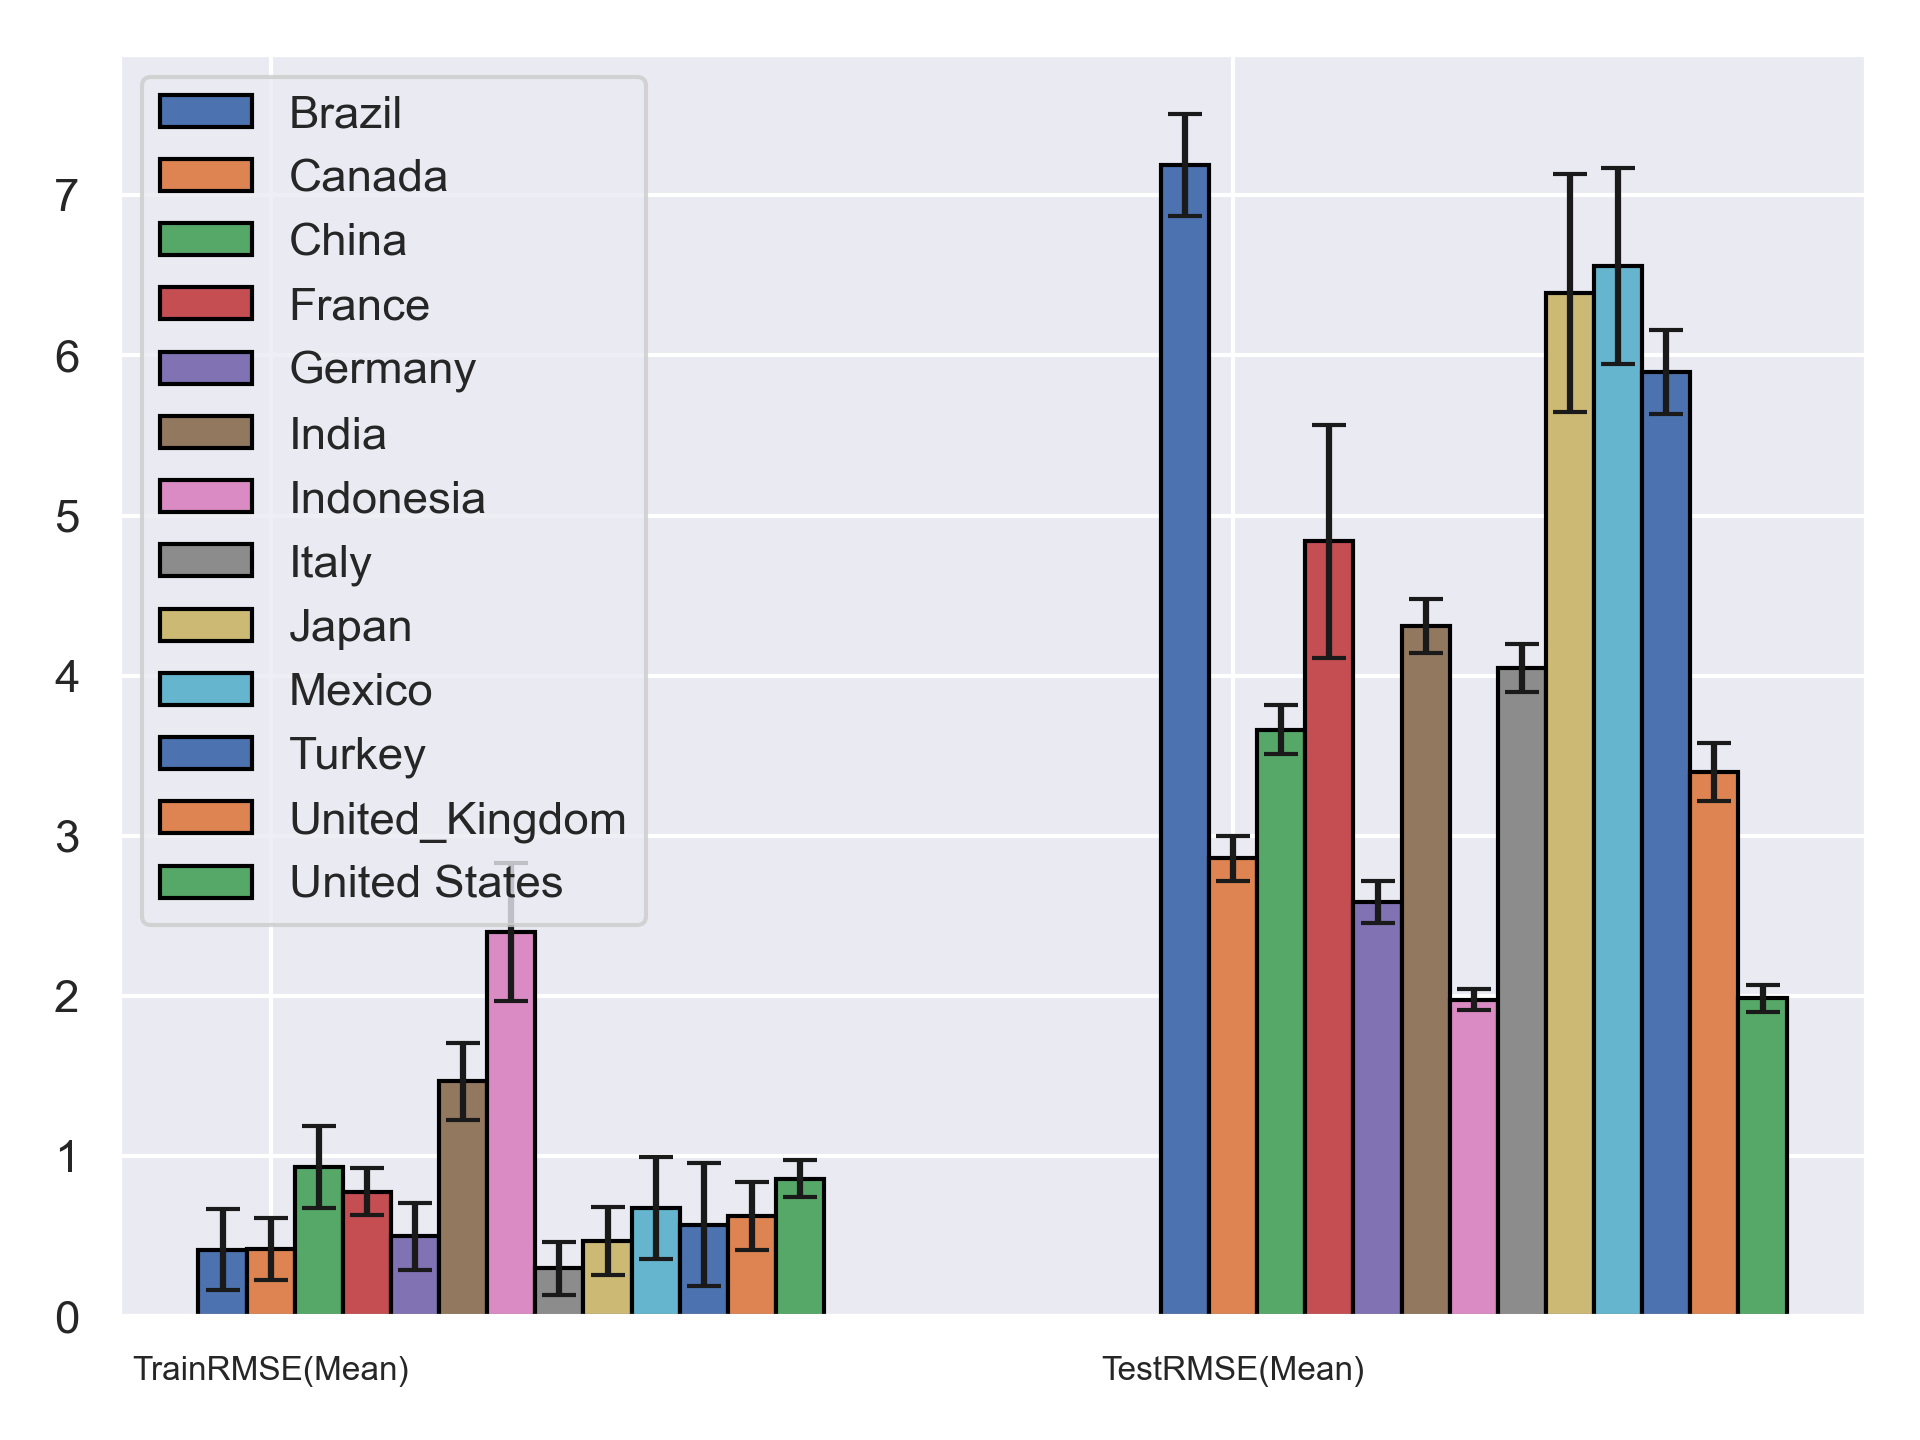 Brazil
Canada
China
France
Germany
India
Indonesia
Italy
Japan
Mexico
Turkey
United_Kingdom
United States
7
6
5
4
3
2
1
0
TrainRMSE(Mean)
TestRMSE(Mean)